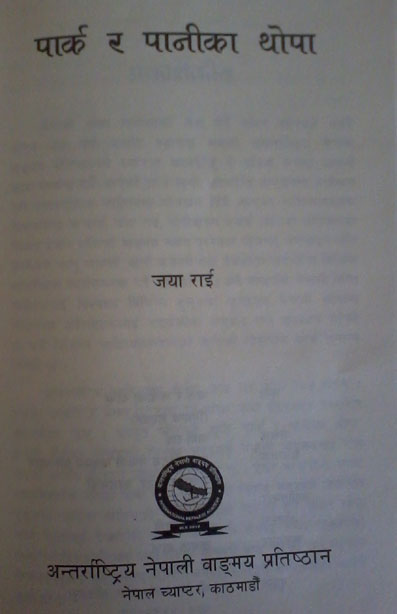 पार्क र पानीका थोपा
जया राई
अन्तर्राष्ट्रिय नेपाली वाङ्मय प्रतिष्ठान
नेपाल च्याप्टर, काठमाडौं